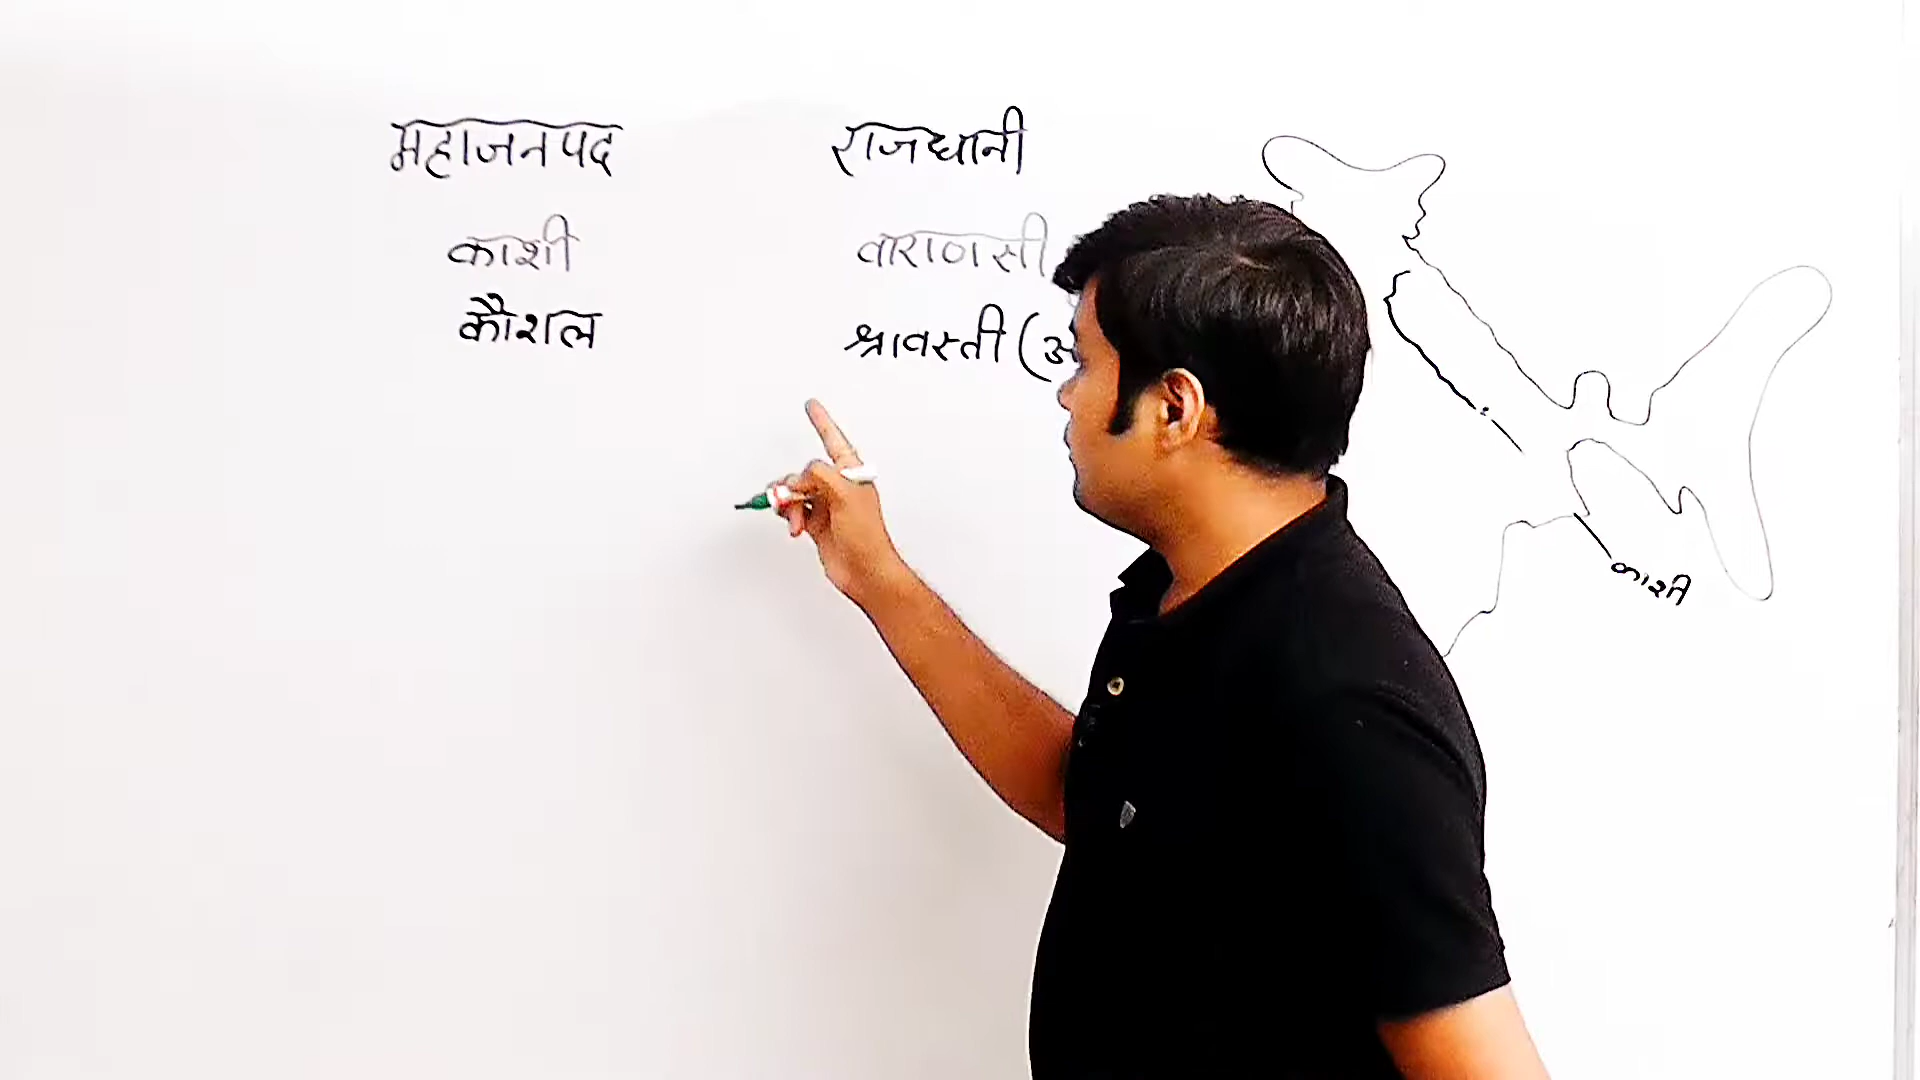 महाजनपद राजधानी
काशी वाराणसी
कौशल श्रावस्ती (
काशी